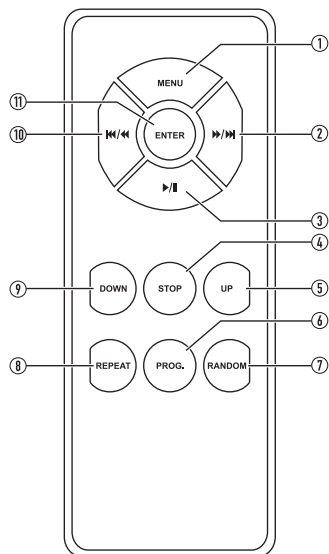 ①
MENU
⑪
⑩ ⏮/⏪ ENTER ⏩/⏭ ②
▶/⏸
③
④
⑨ DOWN STOP UP ⑤
⑥
⑧ REPEAT PROG. RANDOM ⑦